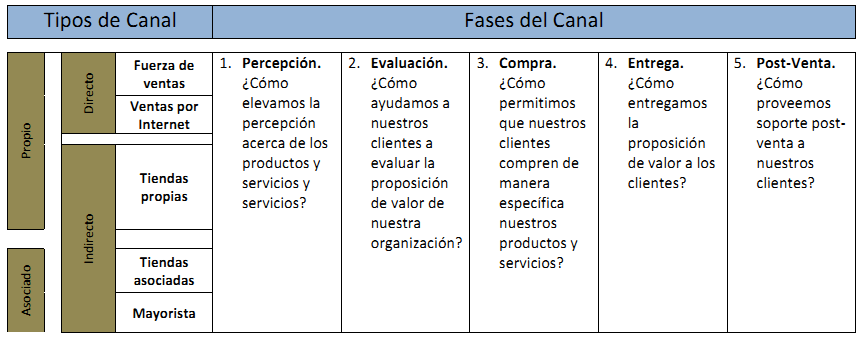 Tipos de Canal
Fases del Canal
Propio
Asociado
Directo
Indirecto
Fuerza de
ventas
Ventas por
Internet
Tiendas
propias
Tiendas
asociadas
Mayorista
1. Percepción.
¿Cómo
elevamos la
percepción
acerca de los
productos y
servicios y
servicios?
2. Evaluación.
¿Cómo
ayudamos a
nuestros
clientes a
evaluar la
proposición
de valor de
nuestra
organización?
3. Compra.
¿Cómo
permitimos
que nuestros
clientes
compren de
manera
específica
nuestros
productos y
servicios?
4. Entrega.
¿Cómo
entregamos
la
proposición
de valor a los
clientes?
5. Post-Venta.
¿Cómo
proveemos
soporte post-
venta a
nuestros
clientes?